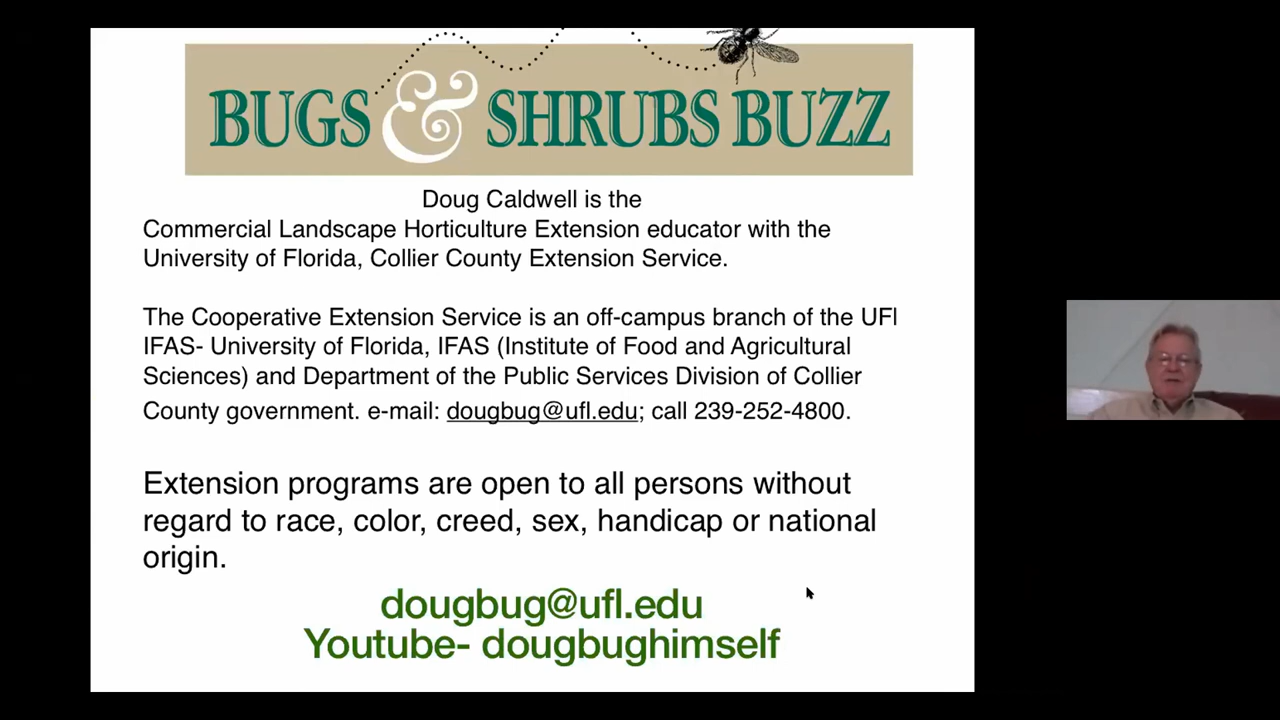 BUGS & SHRUBS BUZZ
Doug Caldwell is the
Commercial Landscape Horticulture Extension educator with the
University of Florida, Collier County Extension Service.
The Cooperative Extension Service is an off-campus branch of the UFl
IFAS- University of Florida, IFAS (Institute of Food and Agricultural
Sciences) and Department of the Public Services Division of Collier
County government. e-mail: dougbug@ufl.edu; call 239-252-4800.
Extension programs are open to all persons without
regard to race, color, creed, sex, handicap or national
origin.
dougbug@ufl.edu
Youtube- dougbughimself